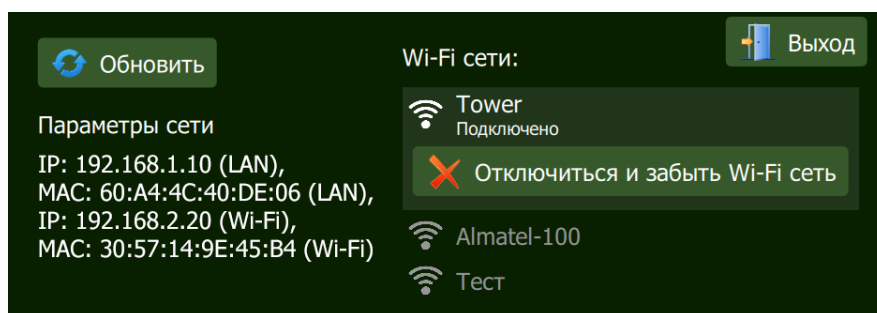 Обновить
Параметры сети
IP: 192.168.1.10 (LAN),
MAC: 60:A4:4C:40:DE:06 (LAN),
IP: 192.168.2.20 (Wi-Fi),
MAC: 30:57:14:9E:45:B4 (Wi-Fi)
Wi-Fi сети:
Выход
Tower
Подключено
Отключиться и забыть Wi-Fi сеть
Almatel-100
Тест